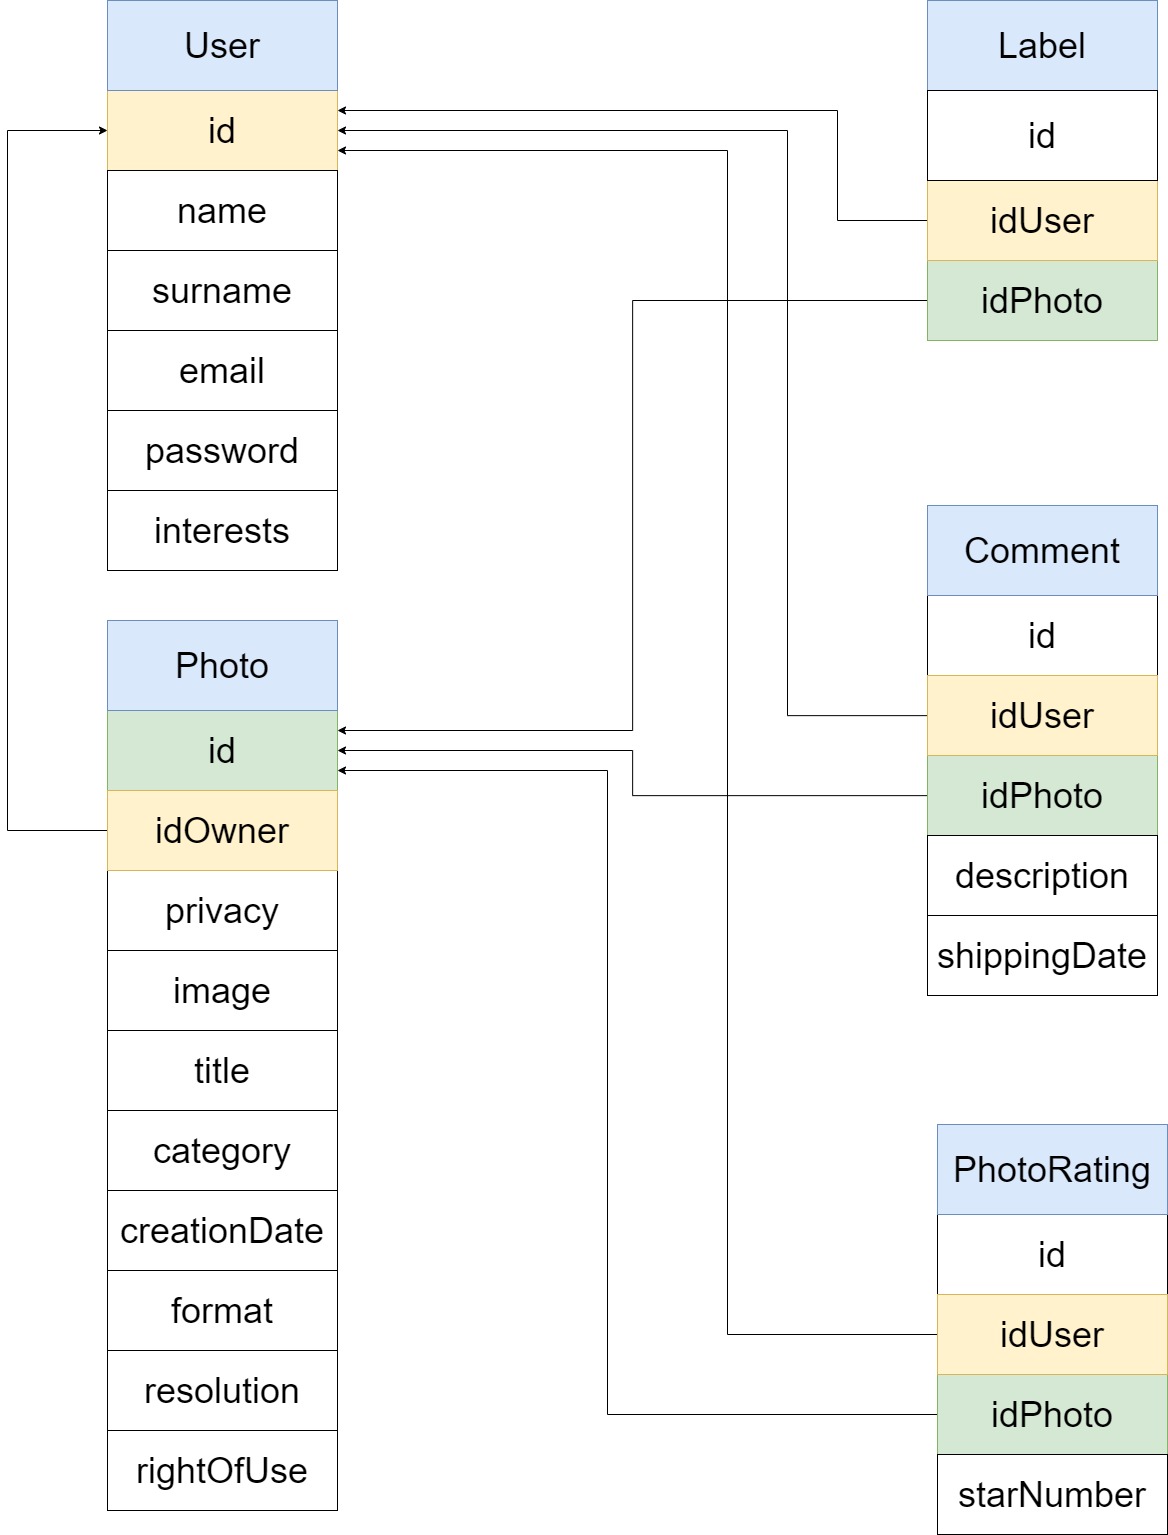 User
id
name
surname
email
password
interests
Photo
id
idOwner
privacy
image
title
category
creationDate
format
resolution
rightOfUse
Label
id
idUser
idPhoto
Comment
id
idUser
idPhoto
description
shippingDate
PhotoRating
id
idUser
idPhoto
starNumber